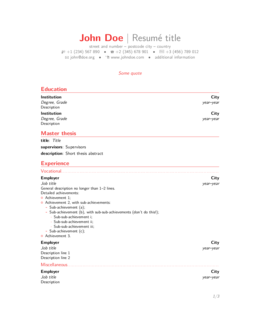 John Doe | Resumé title
street and number – postcode city – country
+1 (234) 567 890 • +2 (345) 678 901 • +3 (456) 789 012
john@doe.org • www.johndoe.com • additional information
Some quote
Education
Institution City
Degree, Grade year–year
Description
Institution City
Degree, Grade year–year
Description
Master thesis
title: Title
supervisors: Supervisors
description: Short thesis abstract
Experience
Vocational
Employer City
Job title year–year
General description no longer than 1–2 lines.
Detailed achievements:
Achievement 1;
Achievement 2, with sub-achievements:
- Sub-achievement (a);
- Sub-achievement (b), with sub-sub-achievements (don't do this!);
· Sub-sub-achievement i;
· Sub-sub-achievement ii;
· Sub-sub-achievement iii;
- Sub-achievement (c);
Achievement 3.
Employer City
Job title year–year
Description line 1
Description line 2
Miscellaneous
Employer City
Job title year–year
Description
1/2